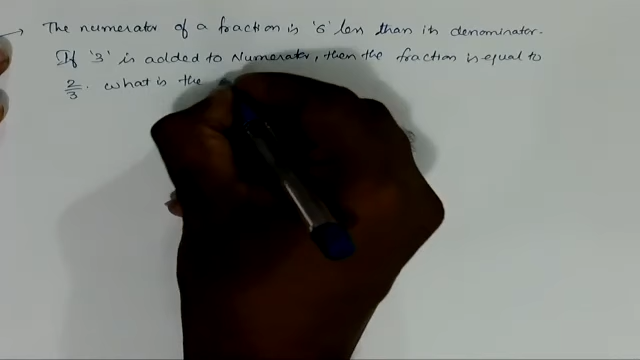 The numerator of a fraction is '6' less than its denominator.
If '3' is added to Numerator, then the fraction is equal to
2/3. what is the